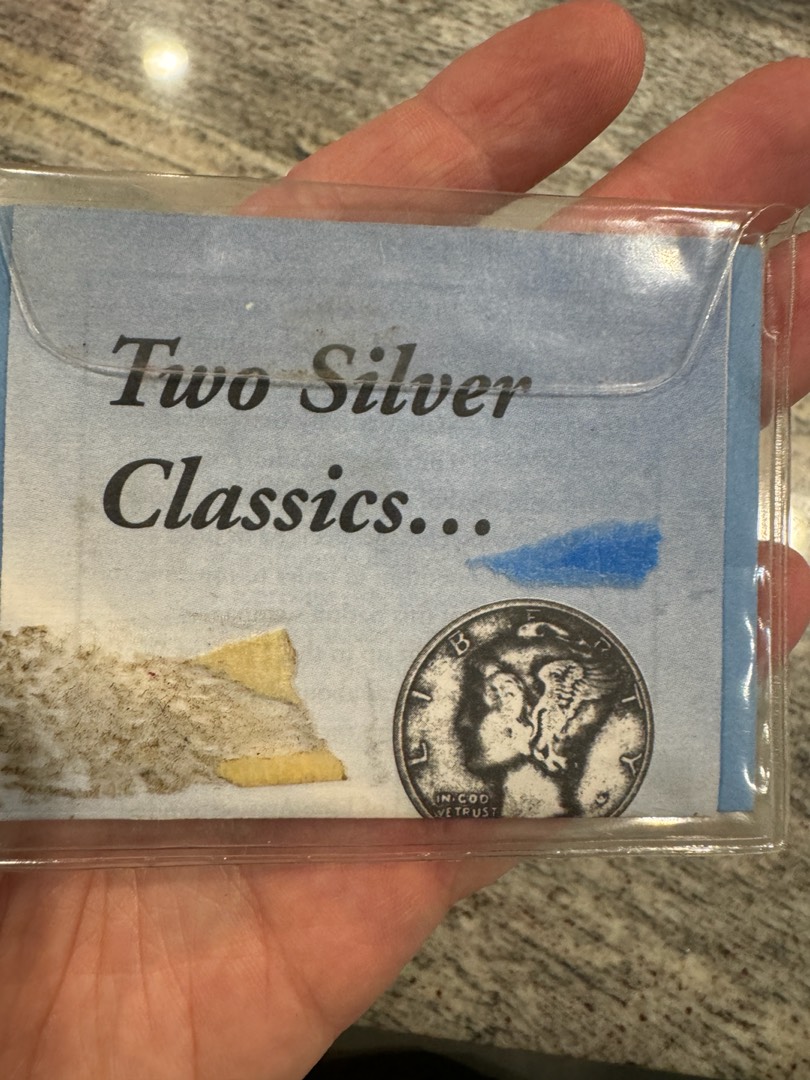 Two Silver
Classics...
LIBERTY
IN·GOD
WE TRUST